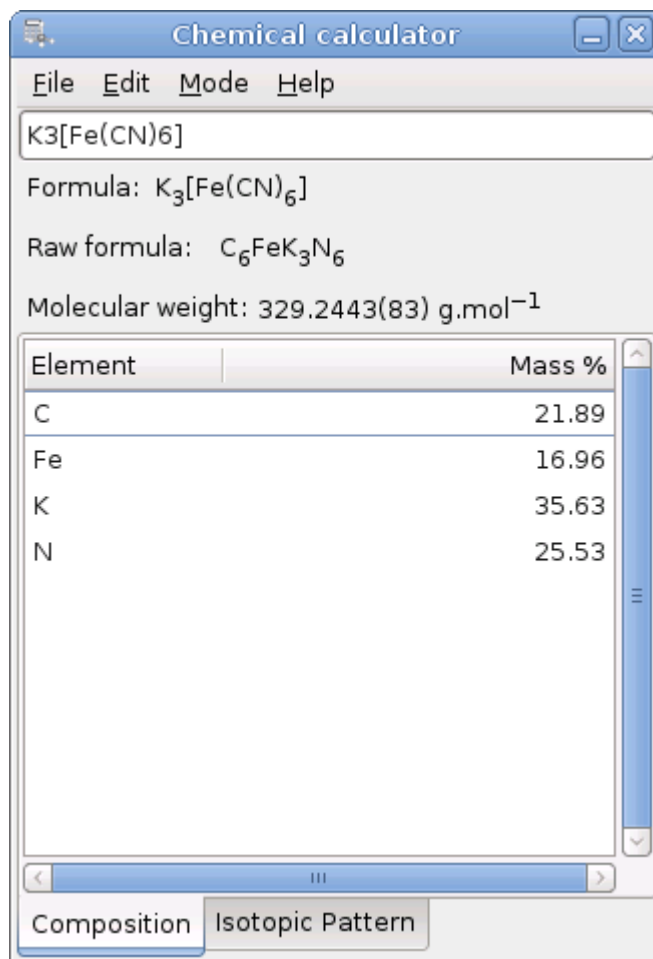 Chemical calculator
File Edit Mode Help
K3[Fe(CN)6]
Formula: K₃[Fe(CN)₆]
Raw formula: C₆FeK₃N₆
Molecular weight: 329.2443(83) g.mol⁻¹
Element Mass %
C 21.89
Fe 16.96
K 35.63
N 25.53
Composition Isotopic Pattern